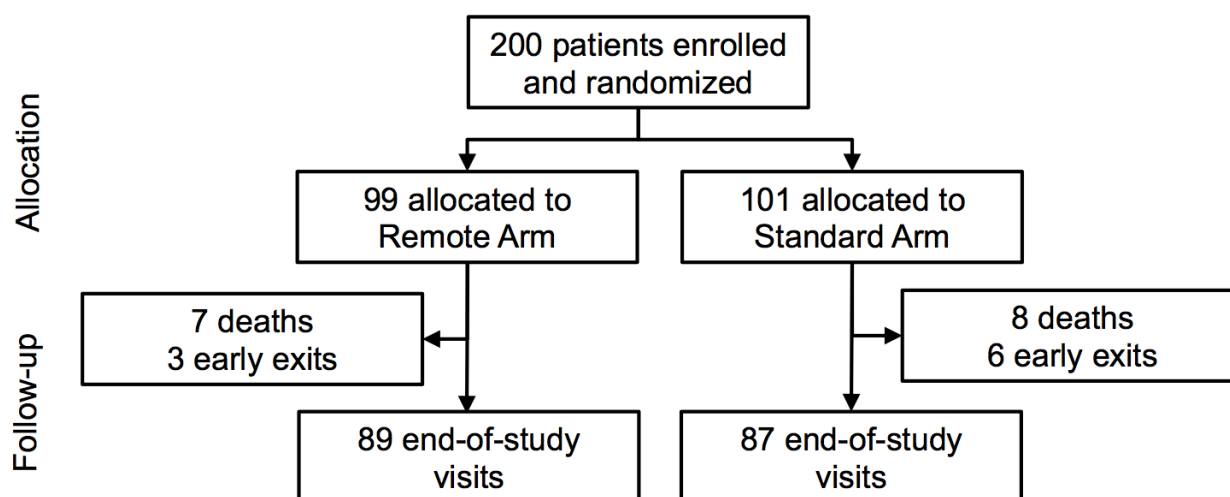 200 patients enrolled
and randomized
Allocation
99 allocated to
Remote Arm
101 allocated to
Standard Arm
Follow-up
7 deaths
3 early exits
8 deaths
6 early exits
89 end-of-study
visits
87 end-of-study
visits